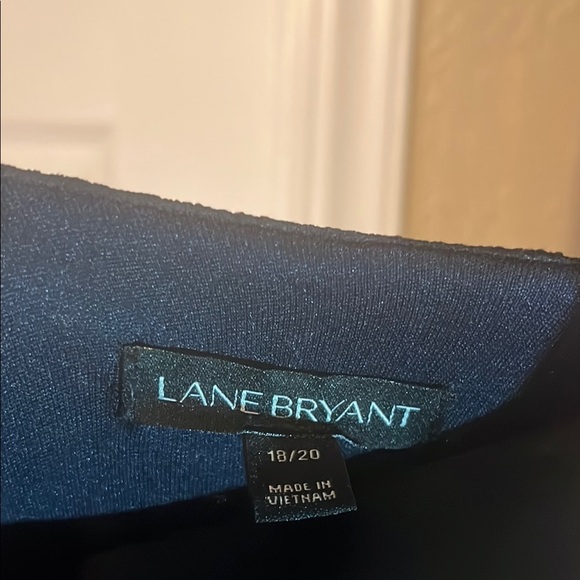 LANE BRYANT
18/20
MADE IN
VIETNAM